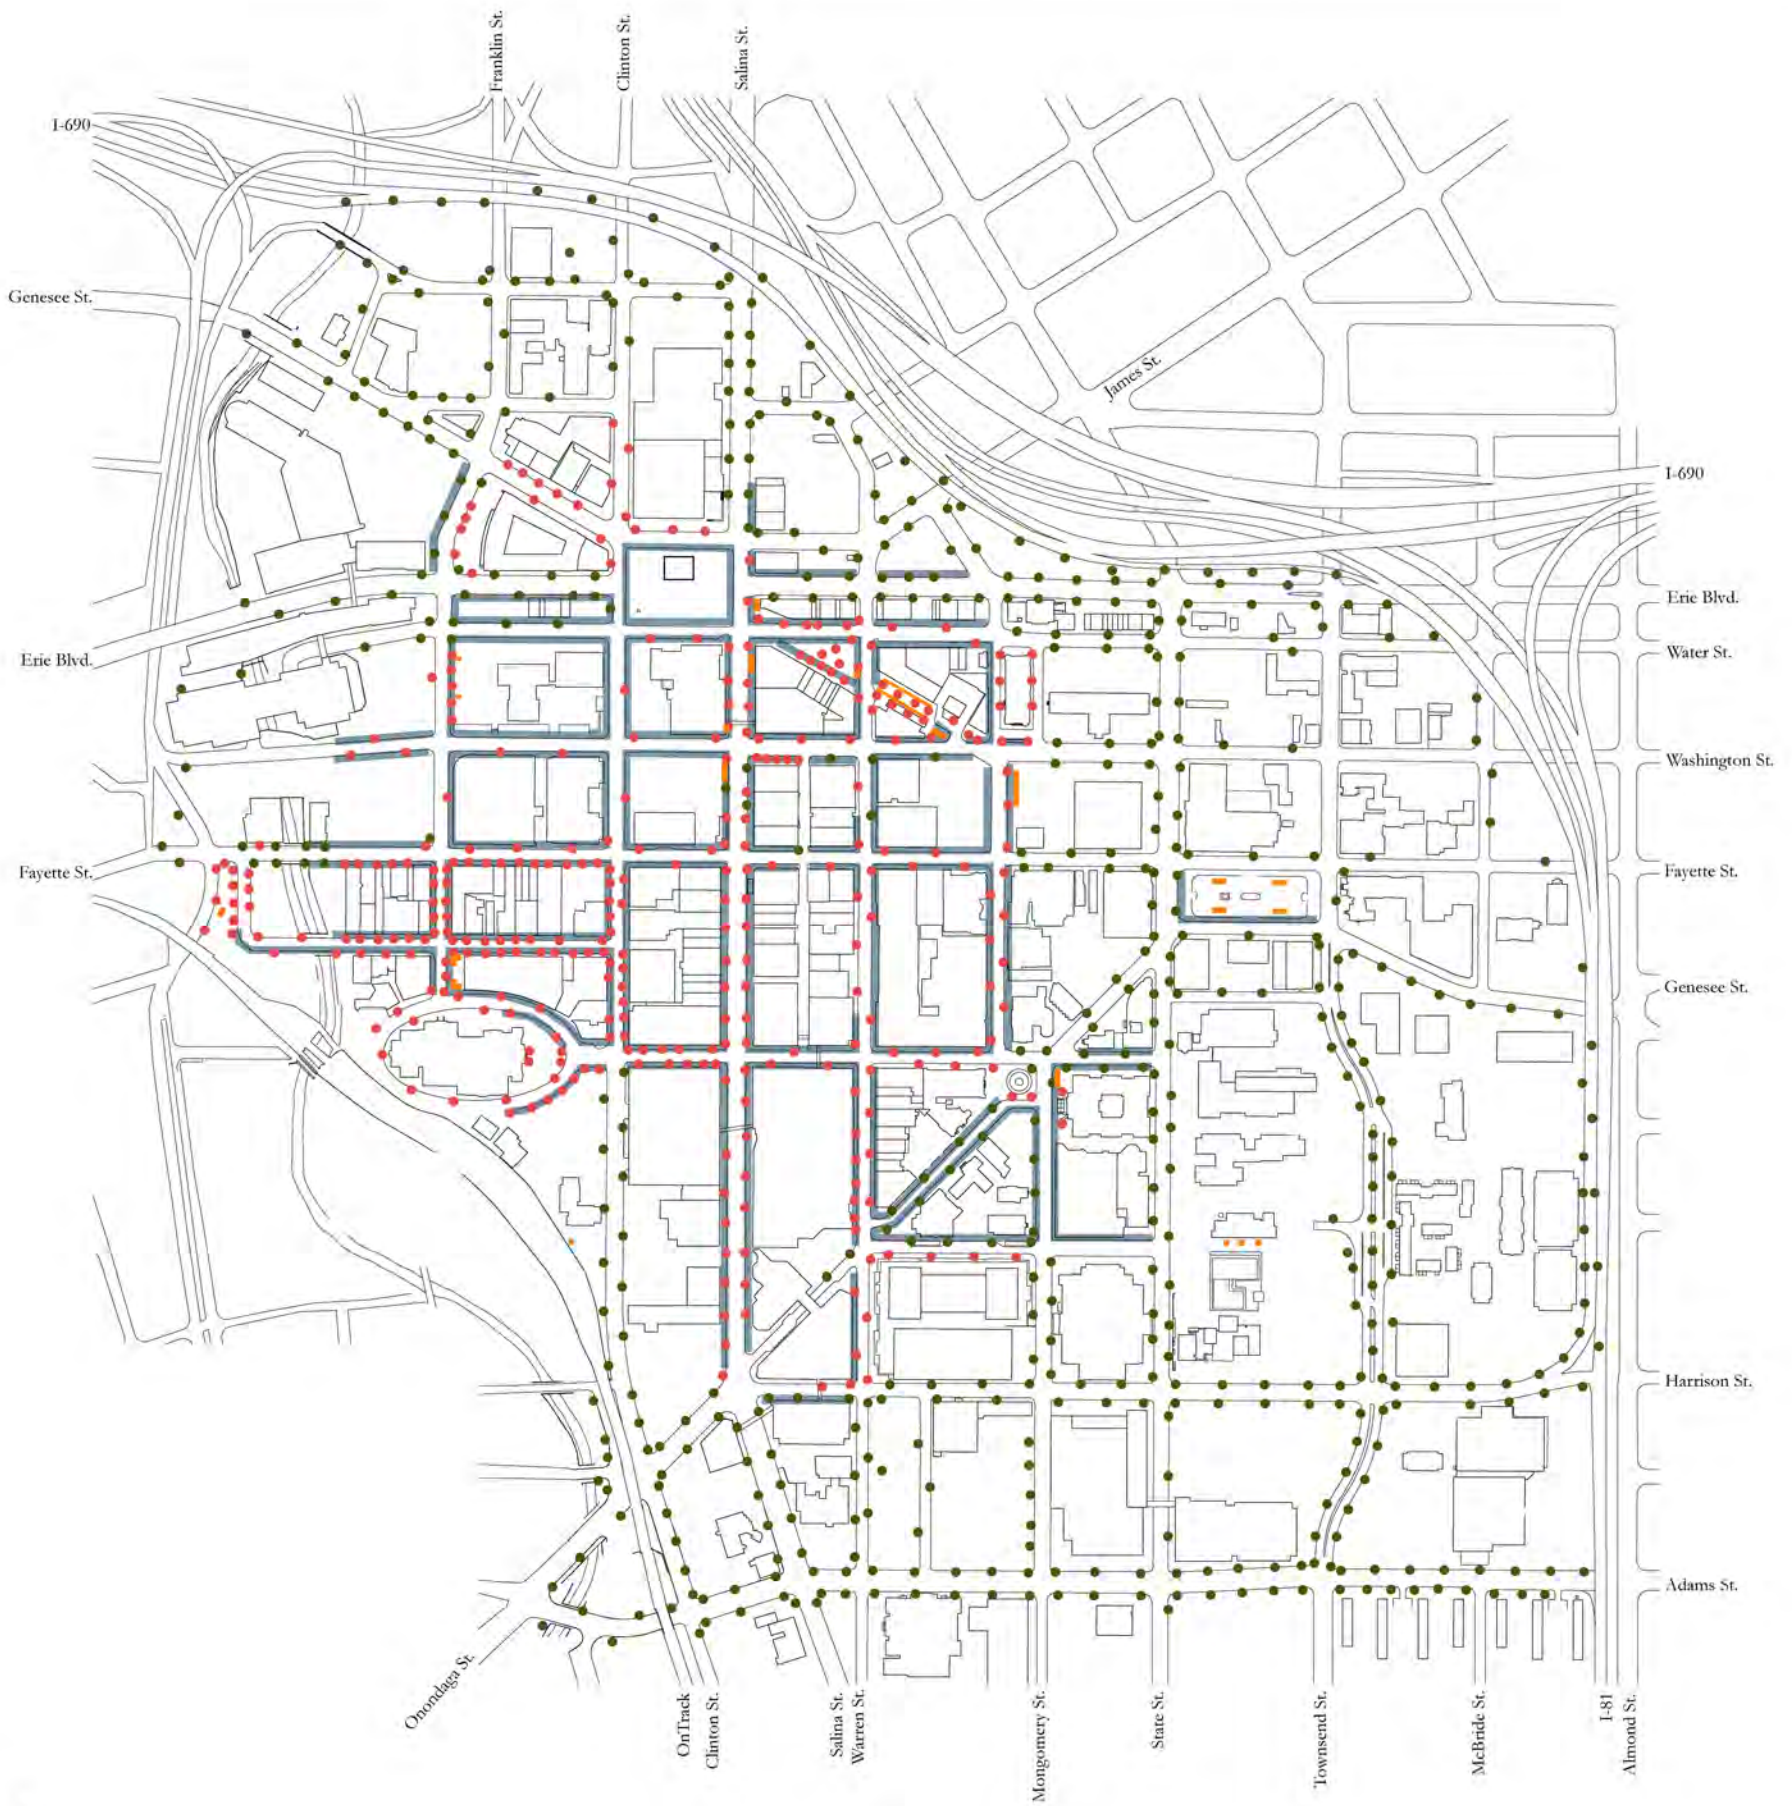 Franklin St.
Clinton St.
Salina St.
I-690
Genesee St.
James St.
I-690
Erie Blvd.
Erie Blvd.
Water St.
Washington St.
Fayette St.
Fayette St.
Genesee St.
Harrison St.
Adams St.
Onondaga St.
OnTrack
Clinton St.
Salina St.
Warren St.
Mongomery St.
State St.
Townsend St.
McBride St.
I-81
Almond St.